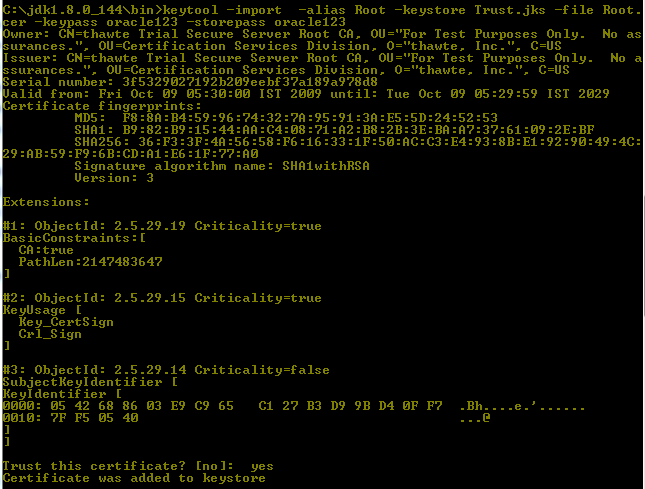 C:\jdk1.8.0_144\bin>keytool -import  -alias Root -keystore Trust.jks -file Root.
cer -keypass oracle123 -storepass oracle123
Owner: CN=thawte Trial Secure Server Root CA, OU="For Test Purposes Only.  No as
surances.", OU=Certification Services Division, O="thawte, Inc.", C=US
Issuer: CN=thawte Trial Secure Server Root CA, OU="For Test Purposes Only.  No a
ssurances.", OU=Certification Services Division, O="thawte, Inc.", C=US
Serial number: 3f5329027192b209eebf37a189a978d8
Valid from: Fri Oct 09 05:30:00 IST 2009 until: Tue Oct 09 05:29:59 IST 2029
Certificate fingerprints:
         MD5:  F8:8A:B4:59:96:74:32:7A:95:91:3A:E5:5D:24:52:53
         SHA1: B9:82:B9:15:44:AA:C4:08:71:A2:B8:2B:3E:BA:A7:37:61:09:2E:BF
         SHA256: 36:F3:3F:4A:56:58:F6:16:33:1F:50:AC:C3:E4:93:8B:E1:92:90:49:4C:
29:AB:59:F9:6B:CD:A1:E6:1F:77:A0
         Signature algorithm name: SHA1withRSA
         Version: 3
Extensions:
#1: ObjectId: 2.5.29.19 Criticality=true
BasicConstraints:[
  CA:true
  PathLen:2147483647
]
#2: ObjectId: 2.5.29.15 Criticality=true
KeyUsage [
  Key_CertSign
  Crl_Sign
]
#3: ObjectId: 2.5.29.14 Criticality=false
SubjectKeyIdentifier [
KeyIdentifier [
0000: 05 42 68 86 03 E9 C9 65   C1 27 B3 D9 9B D4 0F F7  .Bh....e.'......
0010: 7F F5 05 40                                        ...@
]
]
Trust this certificate? [no]:  yes
Certificate was added to keystore